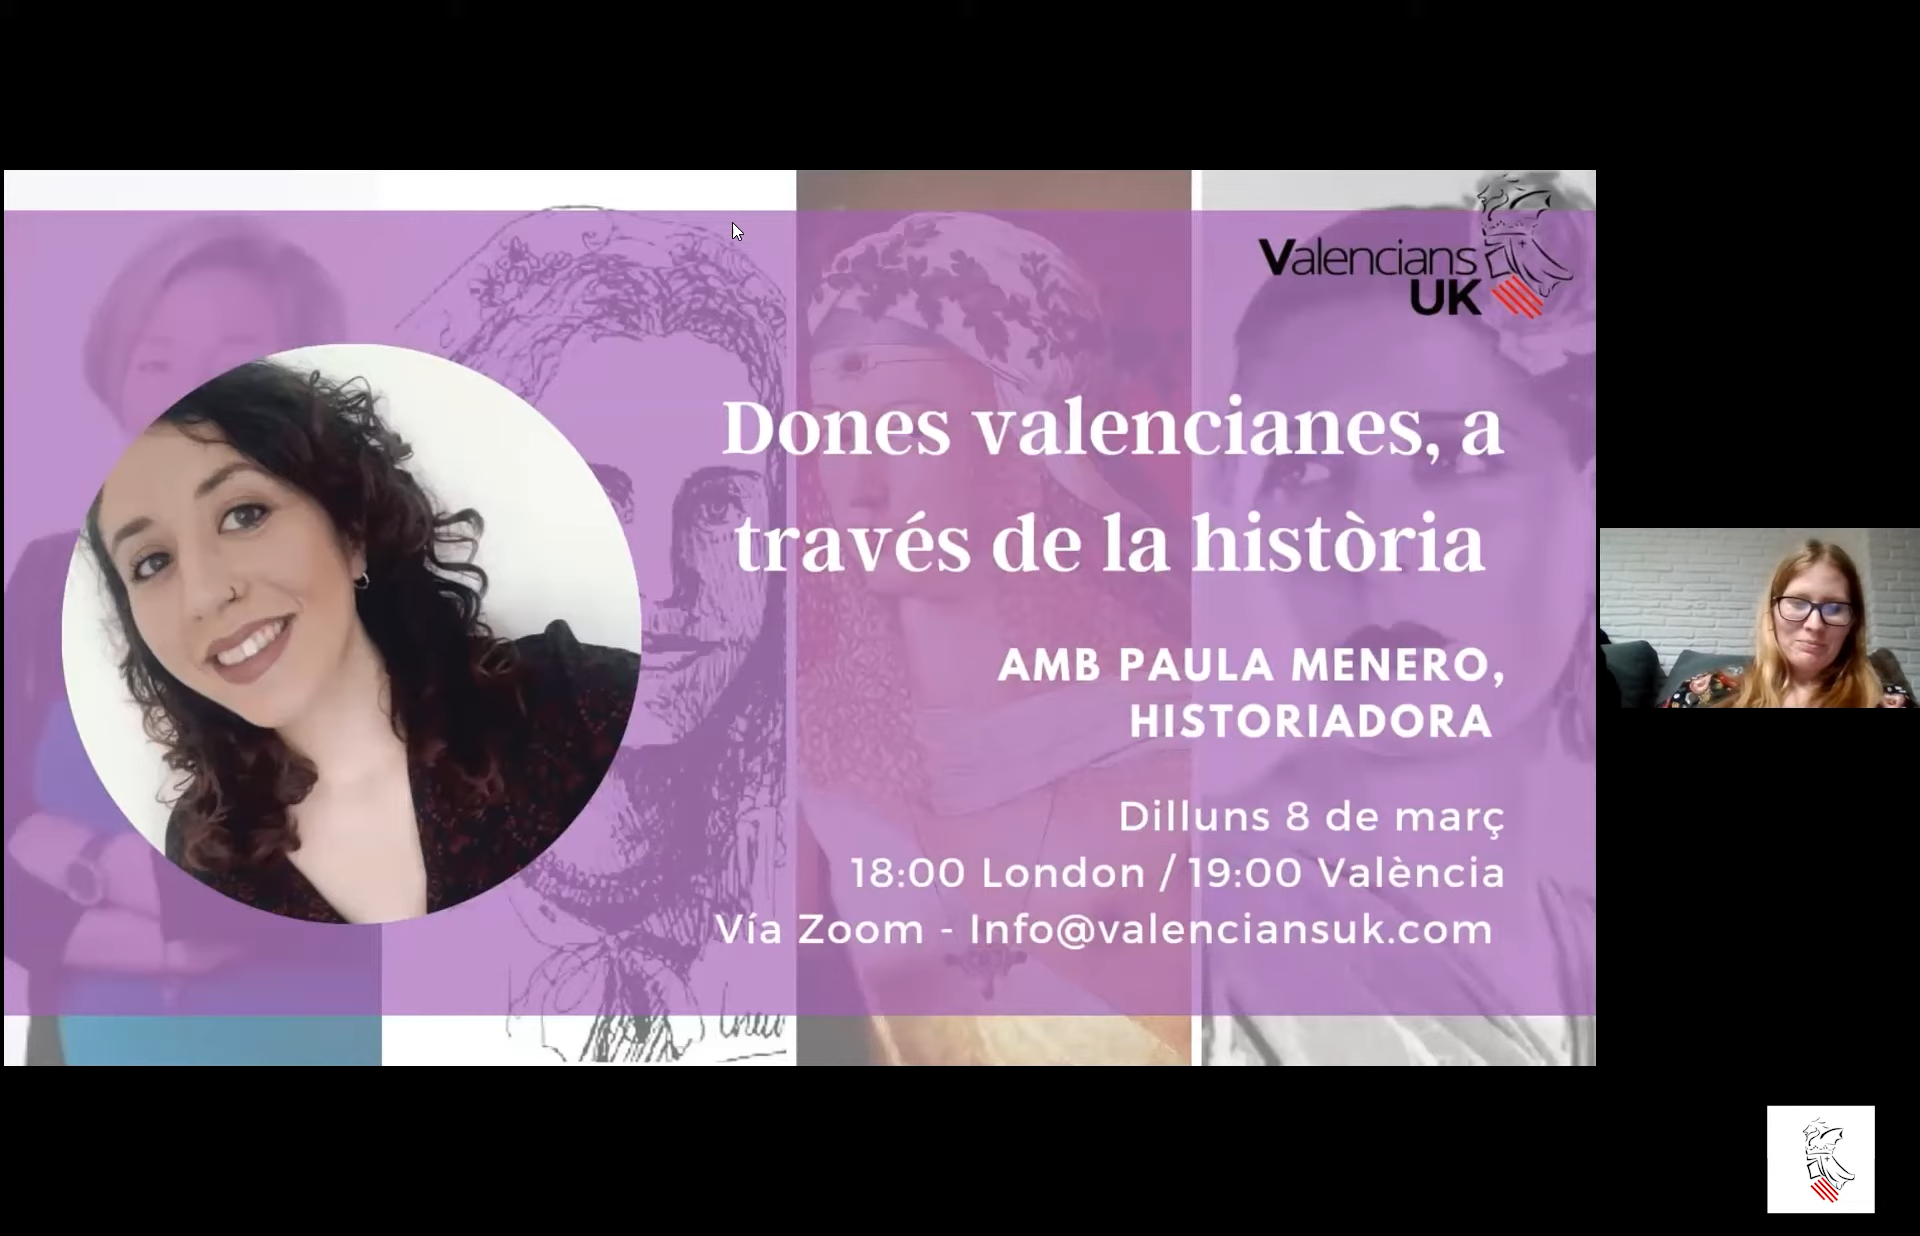 Valencians
UK
Dones valencianes, a
través de la història
AMB PAULA MENERO,
HISTORIADORA
Dilluns 8 de març
18:00 London / 19:00 València
Vía Zoom - Info@valenciansuk.com